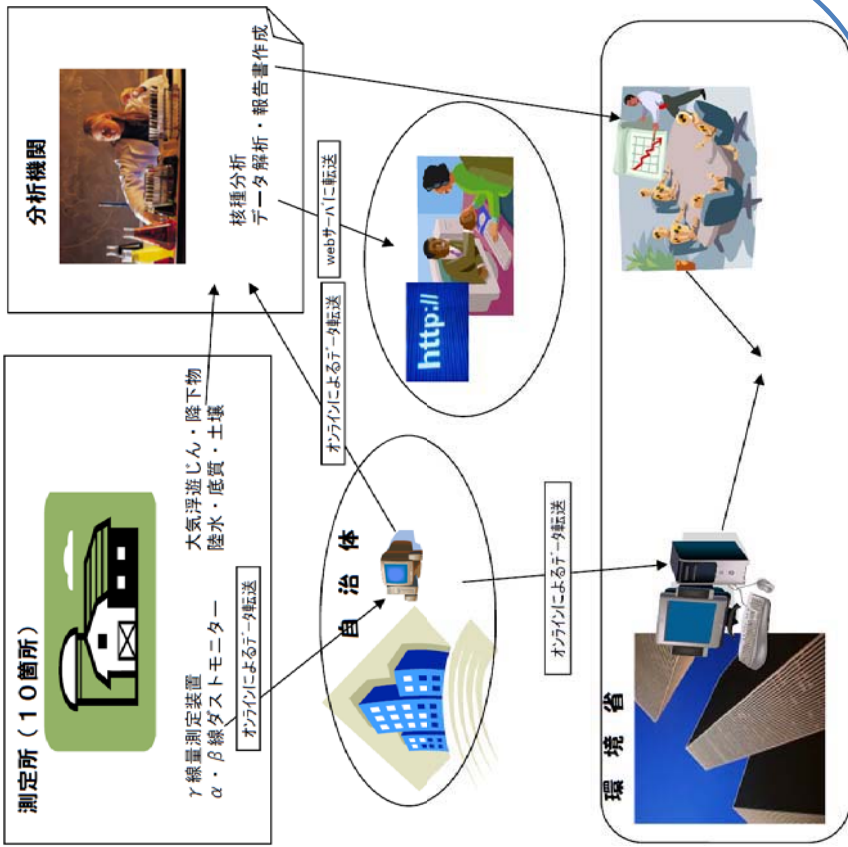 測定所（１０箇所）
γ線量測定装置
α・β線ダストモニター
大気浮遊じん・降下物
陸水・底質・土壌
オンラインによるデータ転送
分析機関
核種分析
データ解析・報告書作成
オンラインによるデータ転送
webサーバに転送
自治体
http://
オンラインによるデータ転送
環境省